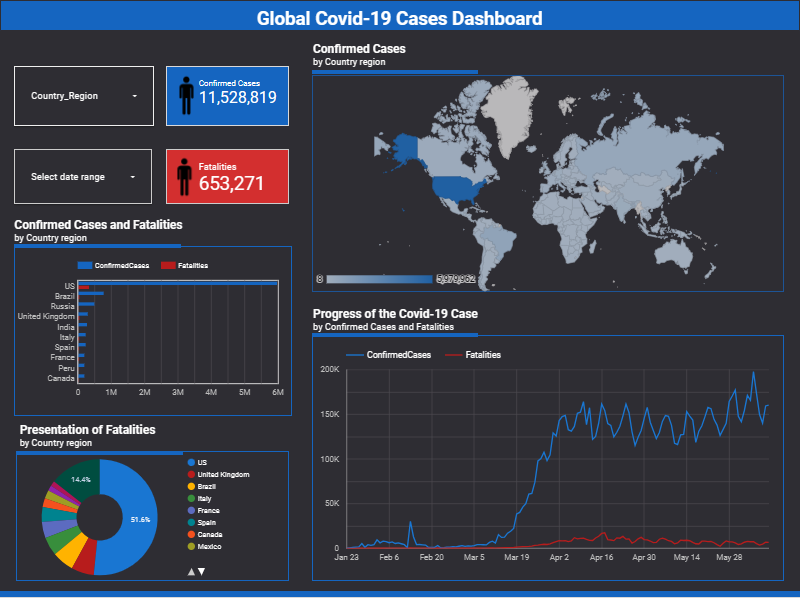 Global Covid-19 Cases Dashboard
Country_Region
Confirmed Cases
11,528,819
Select date range
Fatalities
653,271
Confirmed Cases and Fatalities
by Country region
ConfirmedCases Fatalities
US
Brazil
Russia
United Kingdom
India
Italy
Spain
France
Peru
Canada
0 1M 2M 3M 4M 5M 6M
Presentation of Fatalities
by Country region
14.4%
51.6%
US
United Kingdom
Brazil
Italy
France
Spain
Canada
Mexico
Confirmed Cases
by Country region
8 5,979,962
Progress of the Covid-19 Case
by Confirmed Cases and Fatalities
ConfirmedCases Fatalities
200K
150K
100K
50K
0
Jan 23 Feb 6 Feb 20 Mar 5 Mar 19 Apr 2 Apr 16 Apr 30 May 14 May 28